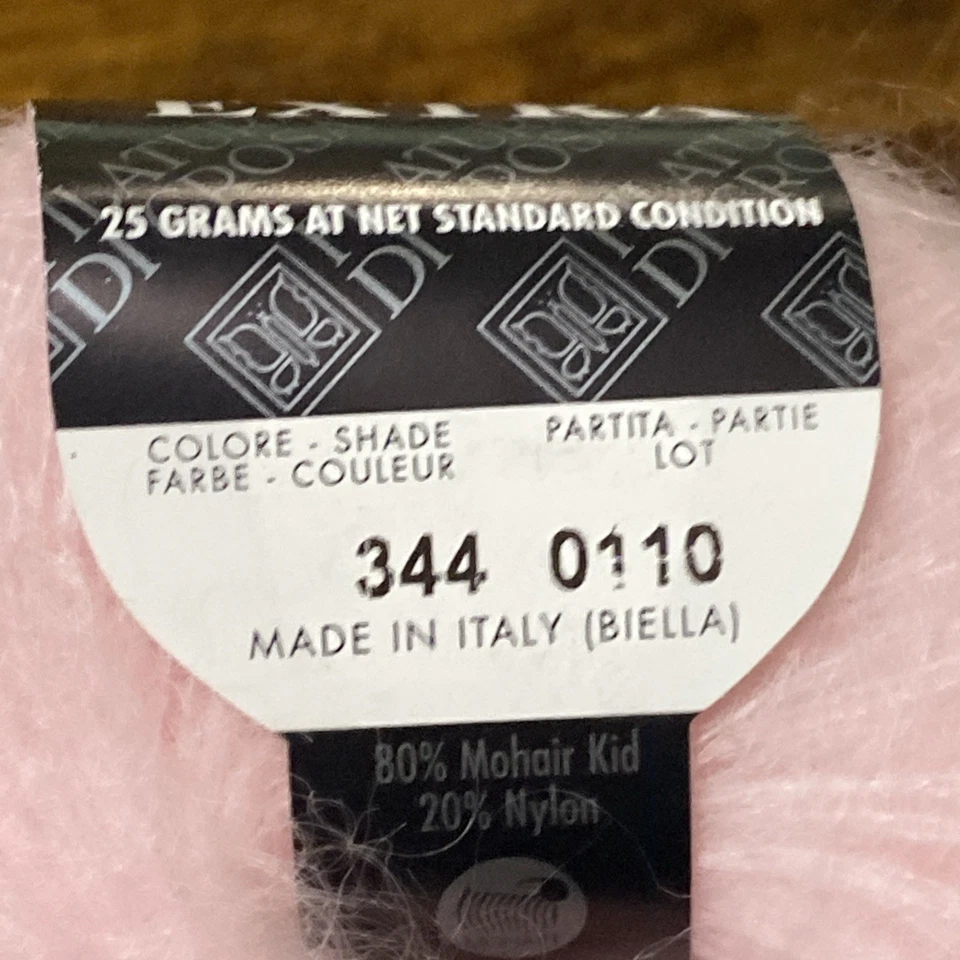 EXTRA
25 GRAMS AT NET STANDARD CONDITION
COLORE - SHADE
FARBE - COULEUR
PARTITA - PARTIE
LOT
344 0110
MADE IN ITALY (BIELLA)
80% Mohair Kid
20% Nylon